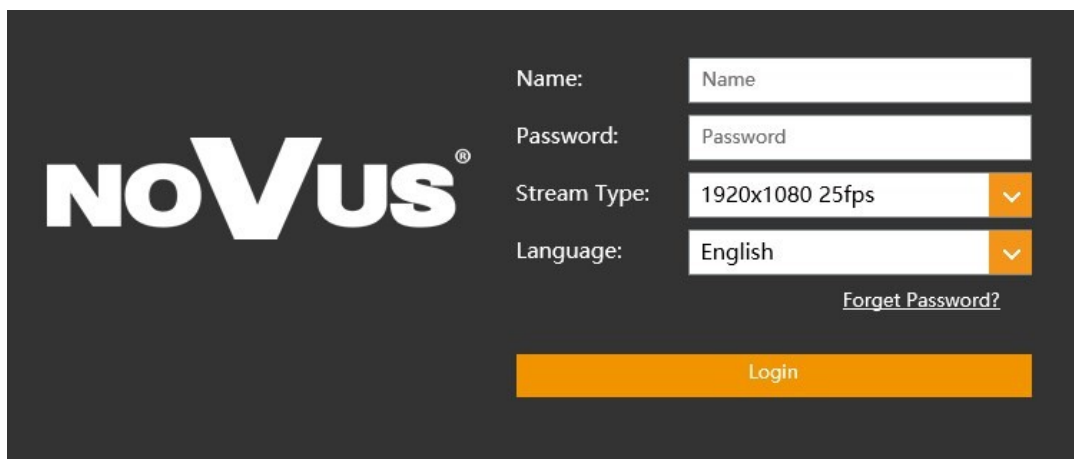 NOVUS®
Name: Name
Password: Password
Stream Type: 1920x1080 25fps
Language: English
Forget Password?
Login